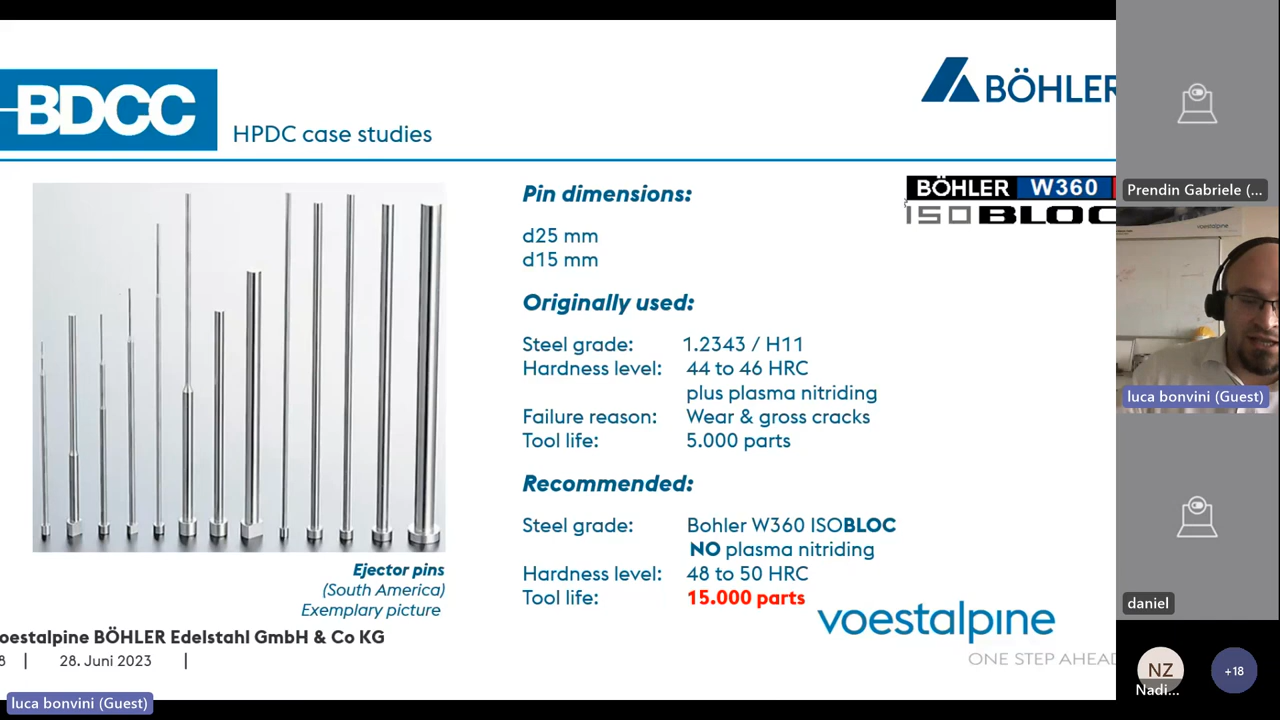 BDCC
HPDC case studies
BÖHLER
BÖHLER W360
ISOBLOC
Pin dimensions:
d25 mm
d15 mm
Originally used:
Steel grade: 1.2343 / H11
Hardness level: 44 to 46 HRC
plus plasma nitriding
Failure reason: Wear & gross cracks
Tool life: 5.000 parts
Recommended:
Steel grade: Bohler W360 ISOBLOC
NO plasma nitriding
Hardness level: 48 to 50 HRC
Tool life: 15.000 parts
Ejector pins
(South America)
Exemplary picture
oestalpine BÖHLER Edelstahl GmbH & Co KG
8 | 28. Juni 2023 |
voestalpine
ONE STEP AHEAD
luca bonvini (Guest)
Prendin Gabriele (...
voestalpine
luca bonvini (Guest)
daniel
NZ
Nadi...
+18